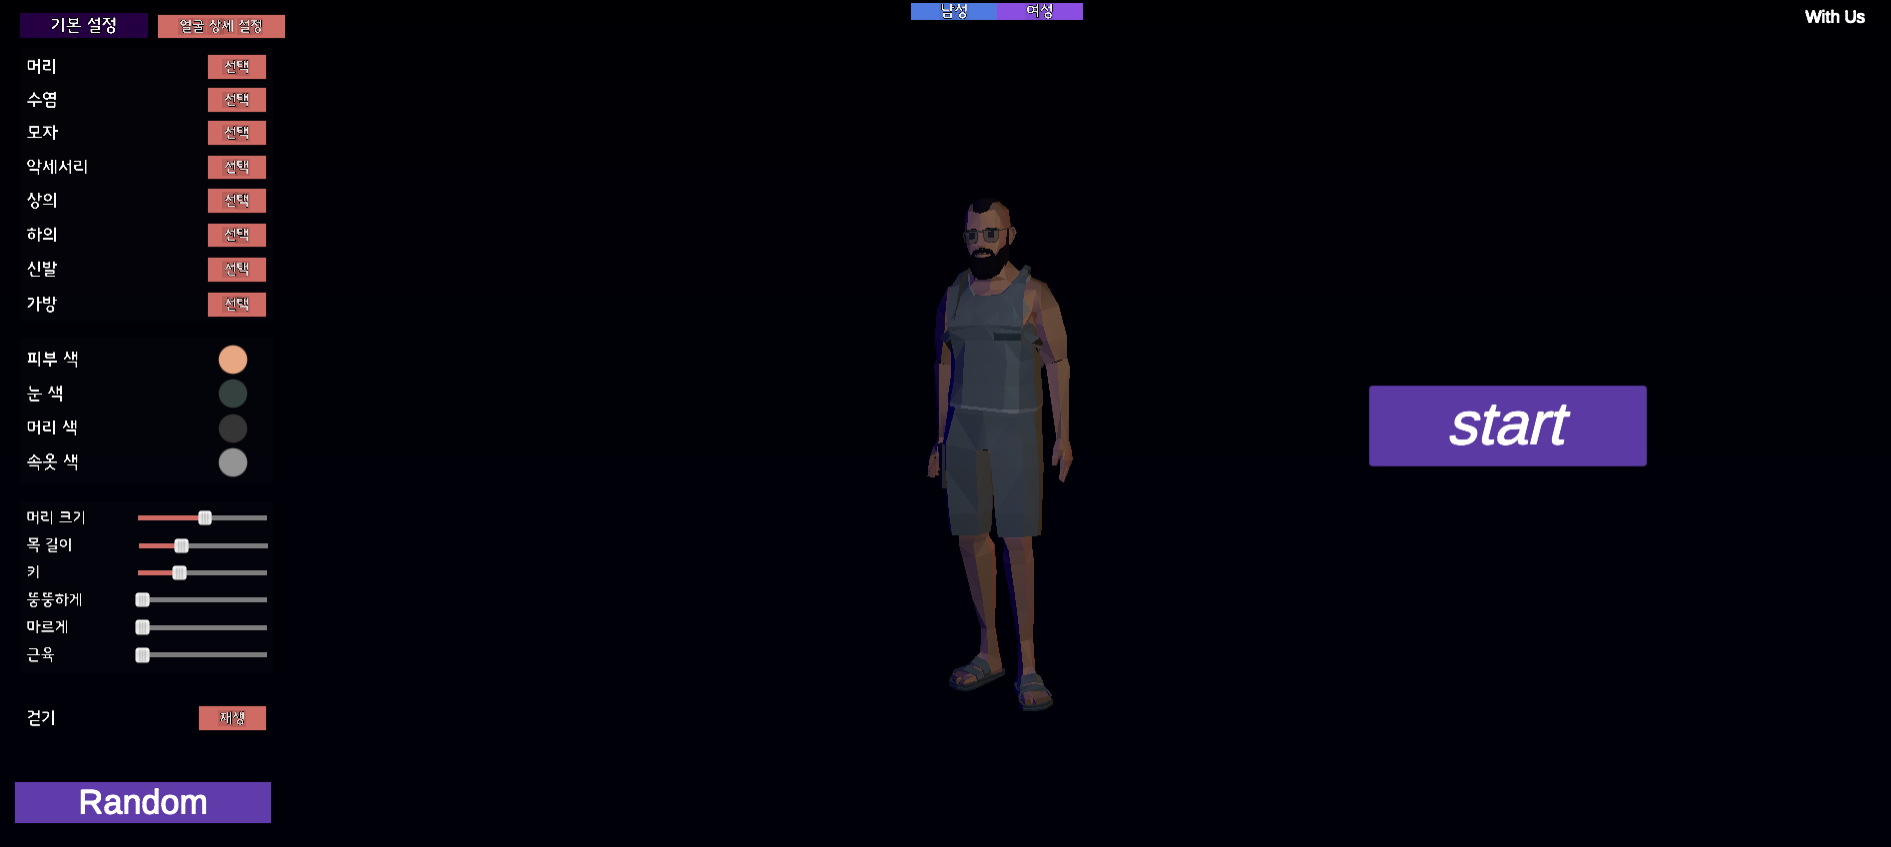 기본 설정 얼굴 상세 설정
남성 여성
With Us
머리 선택
수염 선택
모자 선택
악세서리 선택
상의 선택
하의 선택
신발 선택
가방 선택
피부 색
눈 색
머리 색
속옷 색
머리 크기
목 길이
키
뚱뚱하게
마르게
근육
걷기 재생
Random
start